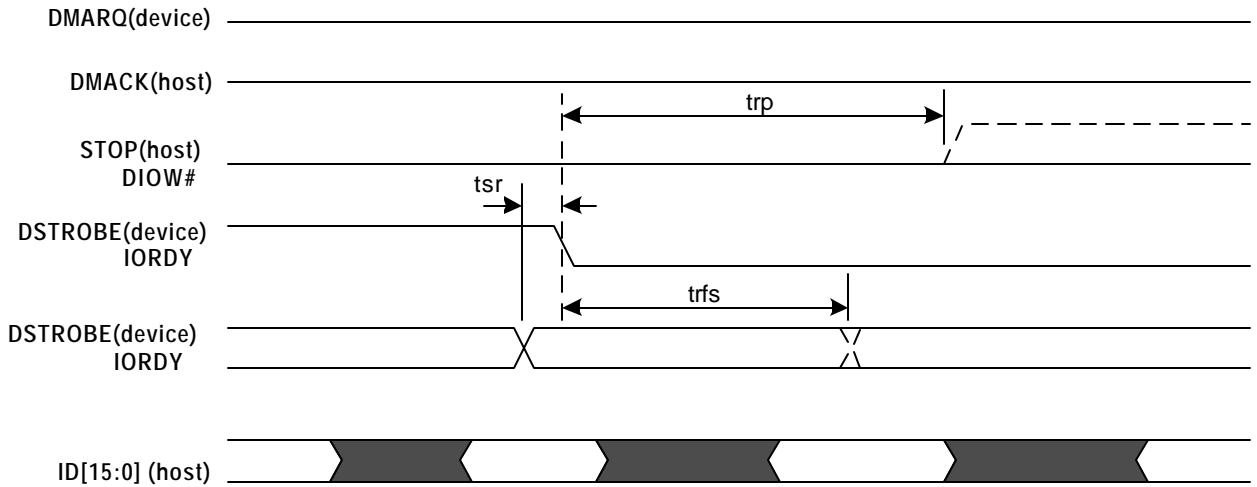 DMARQ(device)
DMACK(host)
trp
STOP(host)
DIOW#
tsr
DSTROBE(device)
IORDY
trfs
DSTROBE(device)
IORDY
ID[15:0] (host)